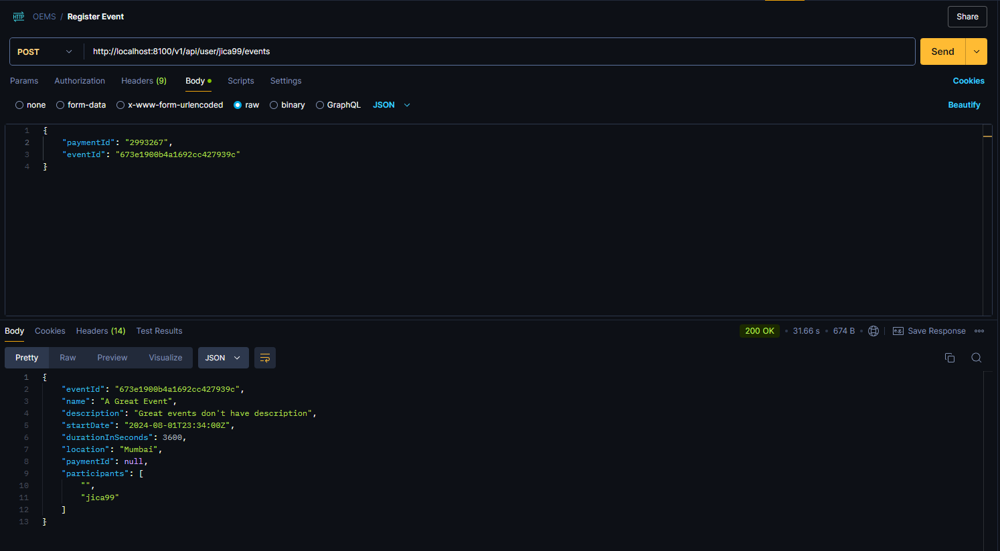 HTTP OEMS / Register Event Share
POST http://localhost:8100/v1/api/user/jica99/events Send
Params Authorization Headers (9) Body Scripts Settings Cookies
none form-data x-www-form-urlencoded raw binary GraphQL JSON Beautify
1 {
2 "paymentId": "2993267",
3 "eventId": "673e1900b4a1692cc427939c"
4 }
Body Cookies Headers (14) Test Results 200 OK • 31.66 s • 674 B • e.g. Save Response
Pretty Raw Preview Visualize JSON
1 {
2 "eventId": "673e1900b4a1692cc427939c",
3 "name": "A Great Event",
4 "description": "Great events don't have description",
5 "startDate": "2024-08-01T23:34:00Z",
6 "durationInSeconds": 3600,
7 "location": "Mumbai",
8 "paymentId": null,
9 "participants": [
10 "",
11 "jica99"
12 ]
13 }